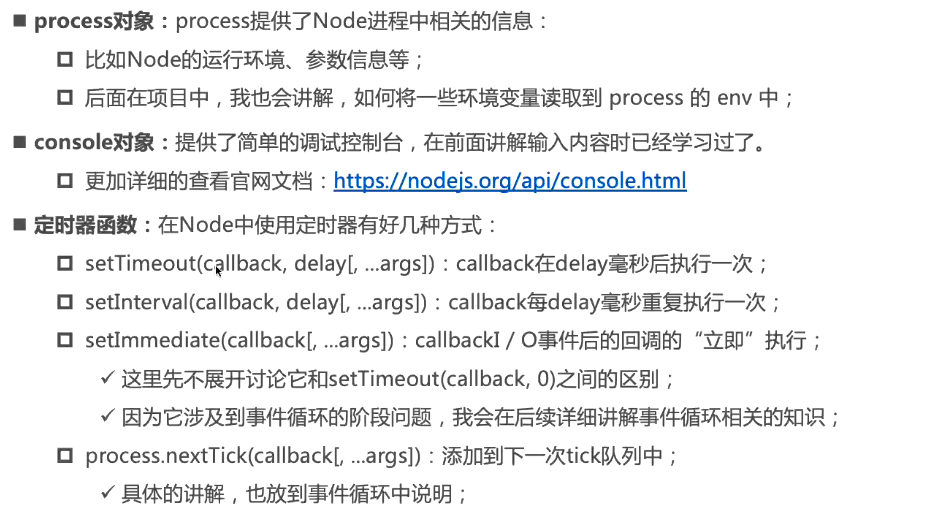 process对象：process提供了Node进程中相关的信息：
比如Node的运行环境、参数信息等；
后面在项目中，我也会讲解，如何将一些环境变量读取到 process 的 env 中；
console对象：提供了简单的调试控制台，在前面讲解输入内容时已经学习过了。
更加详细的查看官网文档：https://nodejs.org/api/console.html
定时器函数：在Node中使用定时器有好几种方式：
setTimeout(callback, delay[, ...args])：callback在delay毫秒后执行一次；
setInterval(callback, delay[, ...args])：callback每delay毫秒重复执行一次；
setImmediate(callback[, ...args])：callbackI / O事件后的回调的“立即”执行；
✓ 这里先不展开讨论它和setTimeout(callback, 0)之间的区别；
✓ 因为它涉及到事件循环的阶段问题，我会在后续详细讲解事件循环相关的知识；
process.nextTick(callback[, ...args])：添加到下一次tick队列中；
✓ 具体的讲解，也放到事件循环中说明；